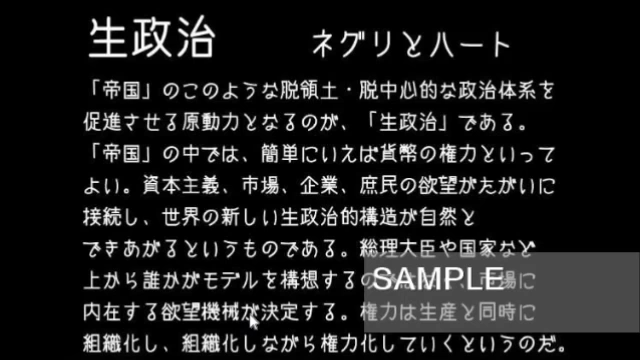 生政治 ネグリとハート
「帝国」のこのような脱領土・脱中心的な政治体系を
促進させる原動力となるのが、「生政治」である。
「帝国」の中では、簡単にいえば貨幣の権力といって
よい。資本主義、市場、企業、庶民の欲望がたがいに
接続し、世界の新しい生政治的構造が自然と
できあがるというものである。総理大臣や国家など
上から誰かがモデルを構想するの 市場に
SAMPLE
内在する欲望機械が決定する。権力は生産と同時に
組織化し、組織化しながら権力化していくというのだ。